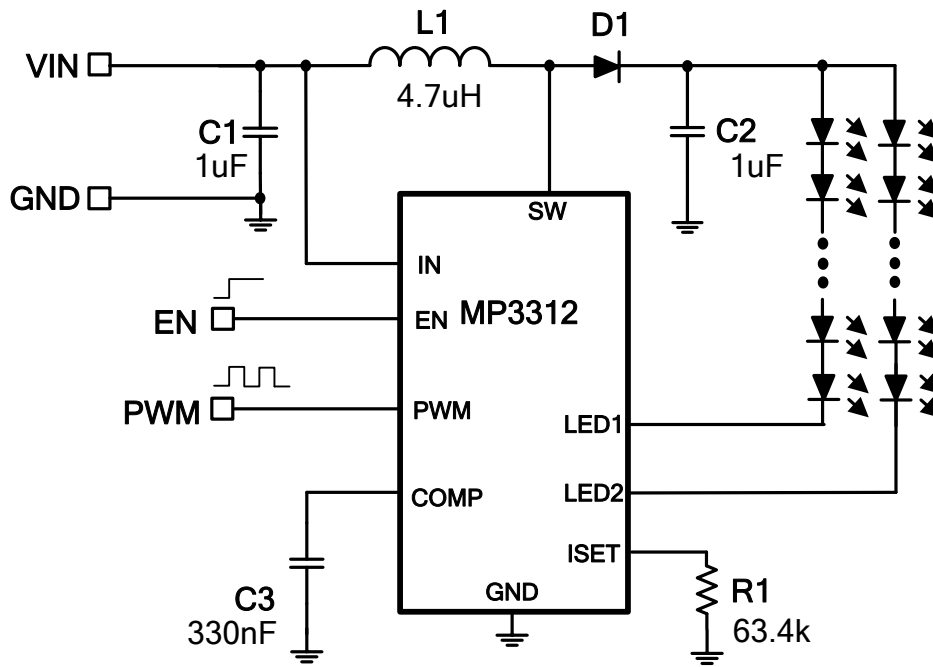 L1
D1
VIN
4.7uH
C1
1uF
C2
1uF
GND
SW
IN
EN
EN
MP3312
PWM
PWM
LED1
COMP
LED2
ISET
C3
330nF
GND
R1
63.4k